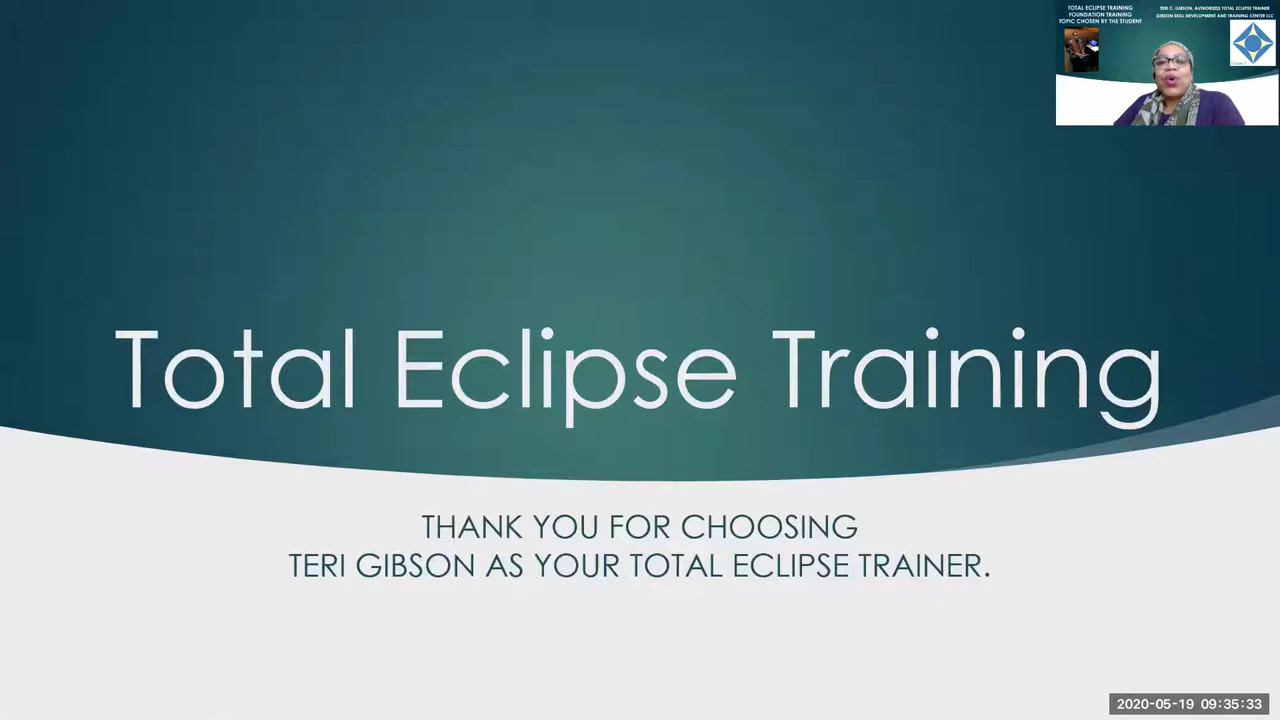 TOTAL ECLIPSE TRAINING
FOUNDATION TRAINING
TOPIC CHOSEN BY THE STUDENT
TERI C. GIBSON, AUTHORIZED TOTAL ECLIPSE TRAINER
GIBSON SKILL DEVELOPMENT AND TRAINING CENTER LLC
Total Eclipse Training
THANK YOU FOR CHOOSING
TERI GIBSON AS YOUR TOTAL ECLIPSE TRAINER.
2020-05-19 09:35:33